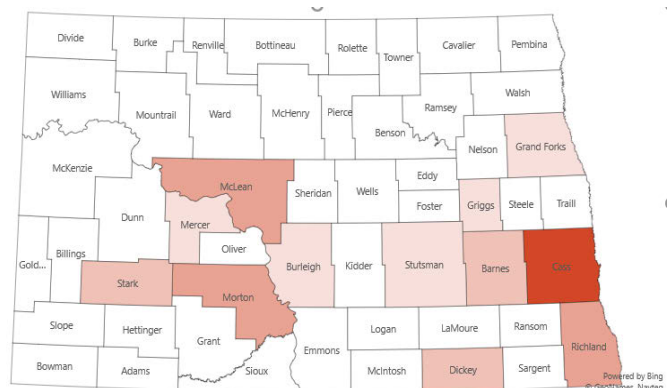 Divide
Burke
Renville
Bottineau
Rolette
Towner
Cavalier
Pembina
Williams
Mountrail
Ward
McHenry
Pierce
Benson
Ramsey
Walsh
McKenzie
Nelson
Grand Forks
McLean
Sheridan
Wells
Eddy
Foster
Griggs
Steele
Traill
Dunn
Mercer
Oliver
Gold...
Billings
Stark
Morton
Burleigh
Kidder
Stutsman
Barnes
Cass
Slope
Hettinger
Grant
Logan
LaMoure
Ransom
Richland
Bowman
Adams
Sioux
Emmons
McIntosh
Dickey
Sargent
Powered by Bing
© GeoNames, Navteq